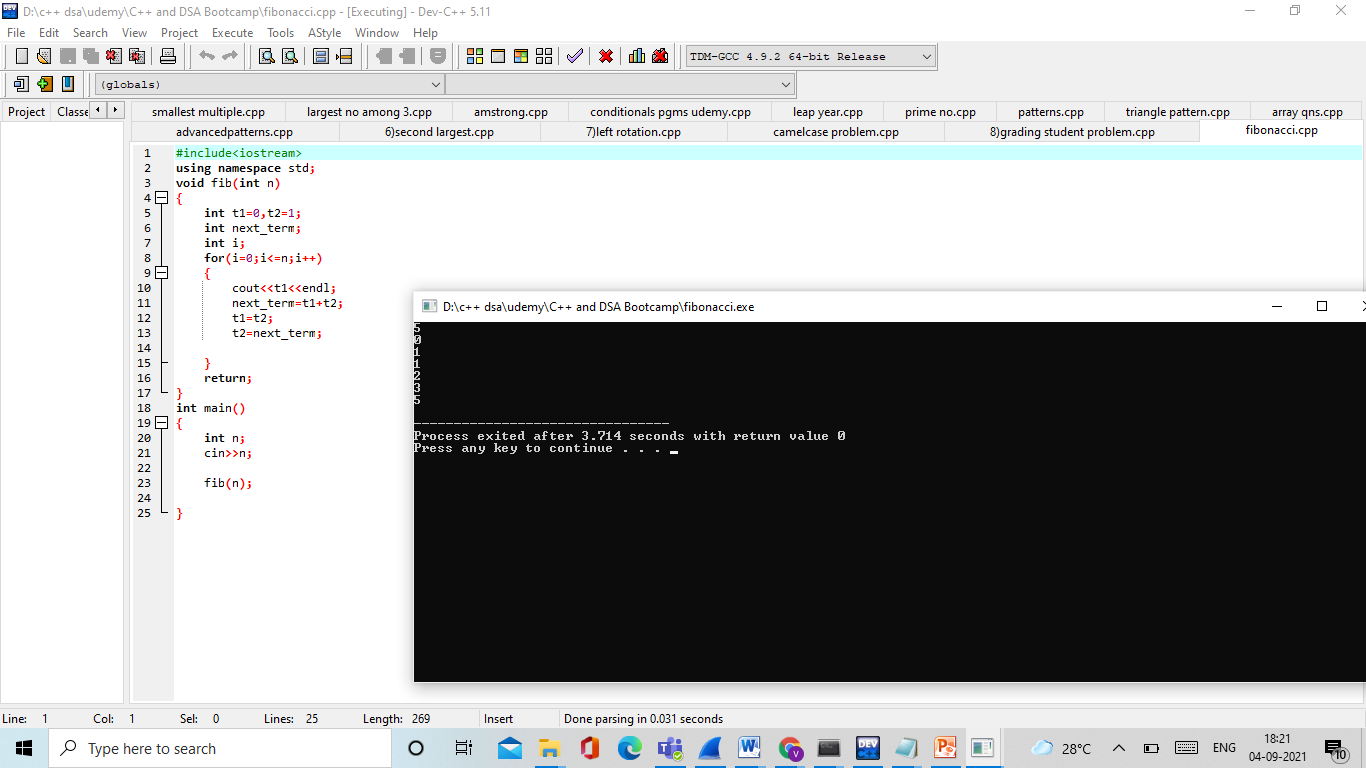 D:\c++ dsa\udemy\C++ and DSA Bootcamp\fibonacci.cpp - [Executing] - Dev-C++ 5.11
File Edit Search View Project Execute Tools AStyle Window Help
TDM-GCC 4.9.2 64-bit Release
(globals)
Project Classe
smallest multiple.cpp largest no among 3.cpp amstrong.cpp conditionals pgms udemy.cpp leap year.cpp prime no.cpp patterns.cpp triangle pattern.cpp array qns.cpp
advancedpatterns.cpp 6)second largest.cpp 7)left rotation.cpp camelcase problem.cpp 8)grading student problem.cpp fibonacci.cpp
1 #include<iostream>
2 using namespace std;
3 void fib(int n)
4 {
5 int t1=0,t2=1;
6 int next_term;
7 int i;
8 for(i=0;i<=n;i++)
9 {
10 cout<<t1<<endl;
11 next_term=t1+t2;
12 t1=t2;
13 t2=next_term;
14
15 }
16 return;
17 }
18 int main()
19 {
20 int n;
21 cin>>n;
22
23 fib(n);
24
25 }
D:\c++ dsa\udemy\C++ and DSA Bootcamp\fibonacci.exe
5
0
1
1
2
3
5
--------------------------------
Process exited after 3.714 seconds with return value 0
Press any key to continue . . .
Line: 1 Col: 1 Sel: 0 Lines: 25 Length: 269 Insert Done parsing in 0.031 seconds
Type here to search
28°C ENG 18:21
04-09-2021
10